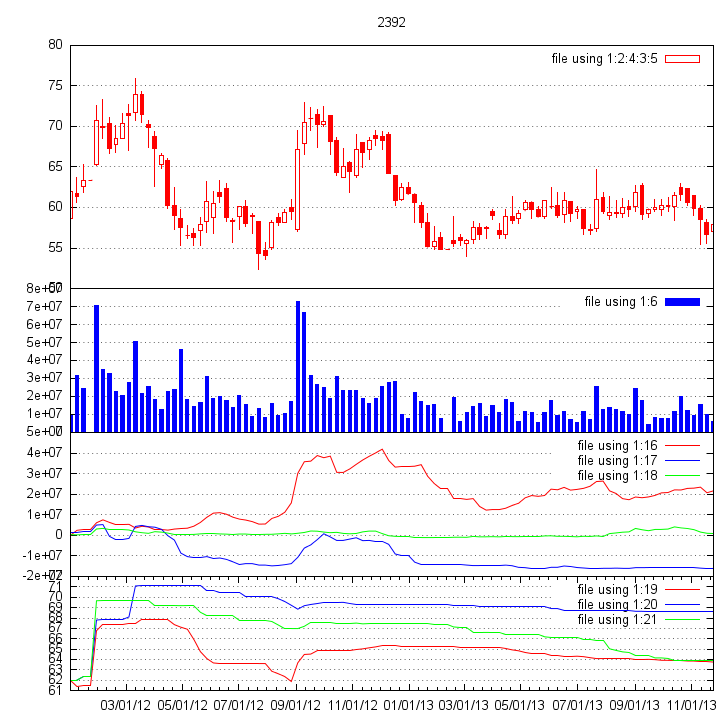 2392
80
file using 1:2:4:3:5
75
70
65
60
55
50
8e+07
file using 1:6
7e+07
6e+07
5e+07
4e+07
3e+07
2e+07
1e+07
0
5e+07
file using 1:16
4e+07
file using 1:17
3e+07
file using 1:18
2e+07
1e+07
0
-1e+07
-2e+07
72
71
file using 1:19
70
file using 1:20
69
68
file using 1:21
67
66
65
64
63
62
61
03/01/12 05/01/12 07/01/12 09/01/12 11/01/12 01/01/13 03/01/13 05/01/13 07/01/13 09/01/13 11/01/13